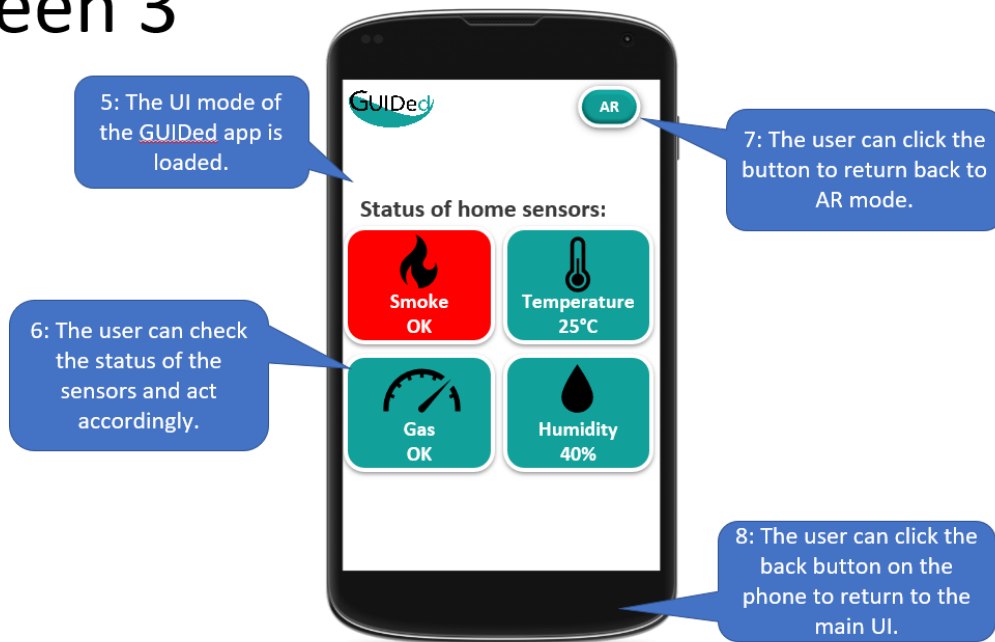 een 3
5: The UI mode of
the GUIDed app is
loaded.
GUIDed
AR
7: The user can click the
button to return back to
AR mode.
Status of home sensors:
Smoke
OK
Temperature
25°C
6: The user can check
the status of the
sensors and act
accordingly.
Gas
OK
Humidity
40%
8: The user can click the
back button on the
phone to return to the
main UI.